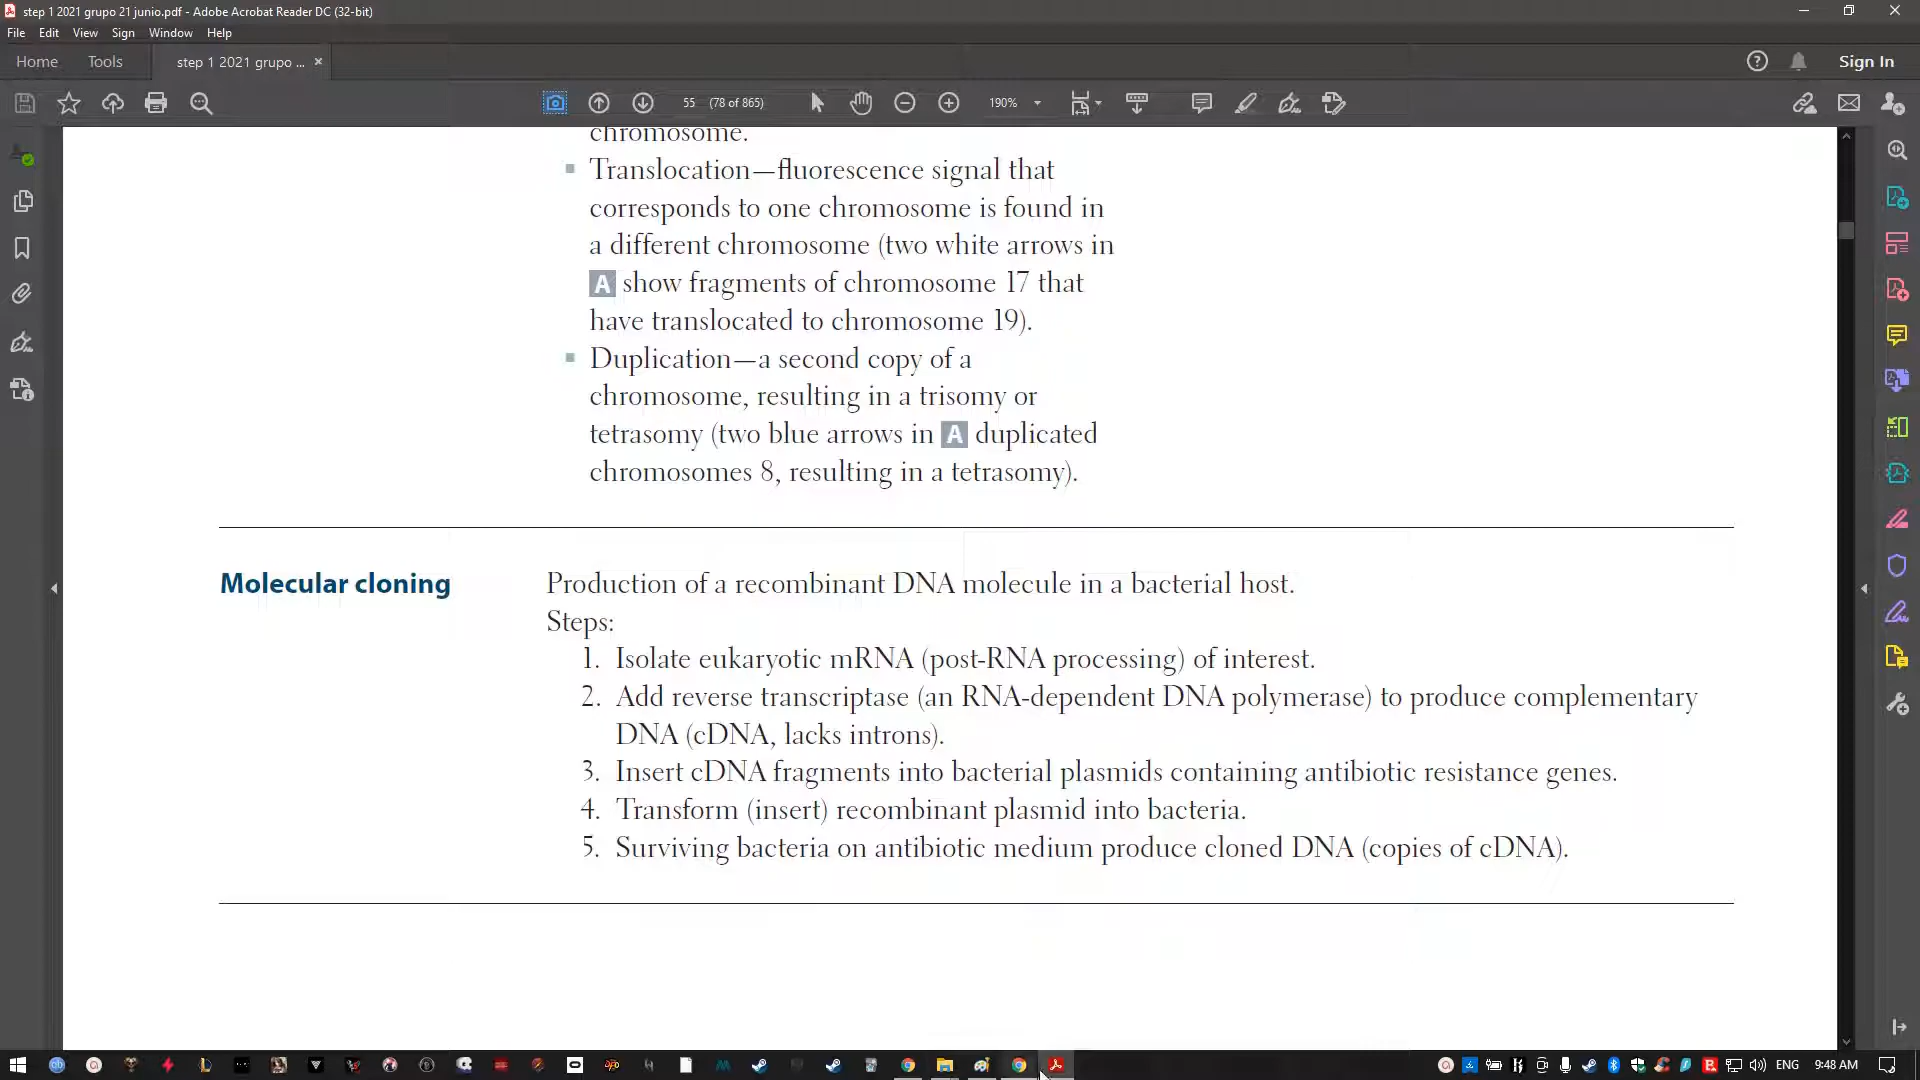 step 1 2021 grupo 21 junio.pdf - Adobe Acrobat Reader DC (32-bit)
File Edit View Sign Window Help
Home Tools step 1 2021 grupo ... × Sign In
55 (78 of 865) 190%
chromosome.
Translocation—fluorescence signal that
corresponds to one chromosome is found in
a different chromosome (two white arrows in
A show fragments of chromosome 17 that
have translocated to chromosome 19).
Duplication—a second copy of a
chromosome, resulting in a trisomy or
tetrasomy (two blue arrows in A duplicated
chromosomes 8, resulting in a tetrasomy).
Molecular cloning
Production of a recombinant DNA molecule in a bacterial host.
Steps:
1. Isolate eukaryotic mRNA (post-RNA processing) of interest.
2. Add reverse transcriptase (an RNA-dependent DNA polymerase) to produce complementary
DNA (cDNA, lacks introns).
3. Insert cDNA fragments into bacterial plasmids containing antibiotic resistance genes.
4. Transform (insert) recombinant plasmid into bacteria.
5. Surviving bacteria on antibiotic medium produce cloned DNA (copies of cDNA).
ENG 9:48 AM